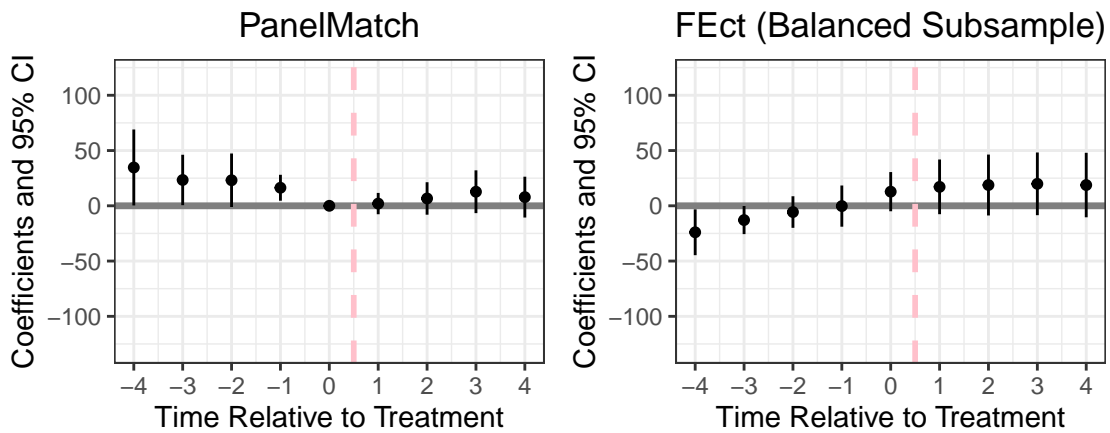 PanelMatch
Coefficients and 95% CI
100
50
0
−50
−100
−4 −3 −2 −1 0 1 2 3 4
Time Relative to Treatment
FEct (Balanced Subsample)
Coefficients and 95% CI
100
50
0
−50
−100
−4 −3 −2 −1 0 1 2 3 4
Time Relative to Treatment